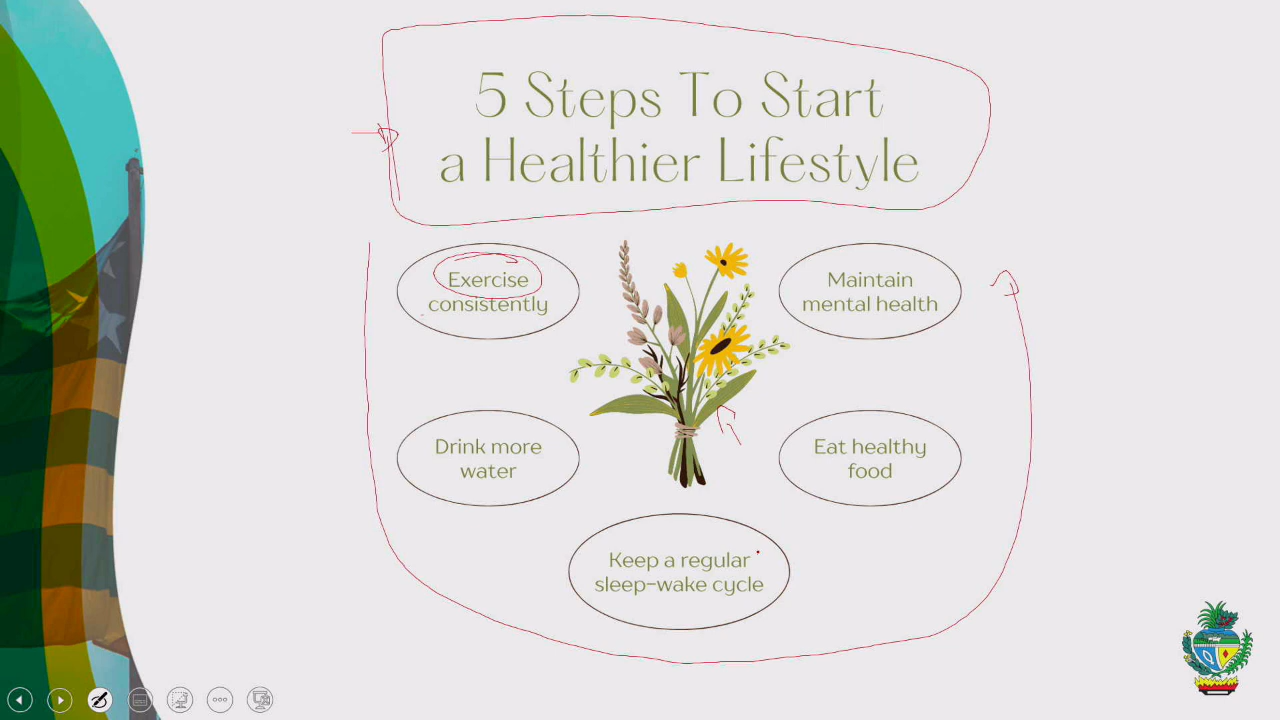 5 Steps To Start
a Healthier Lifestyle
Exercise
consistently
Maintain
mental health
Drink more
water
Eat healthy
food
Keep a regular
sleep-wake cycle